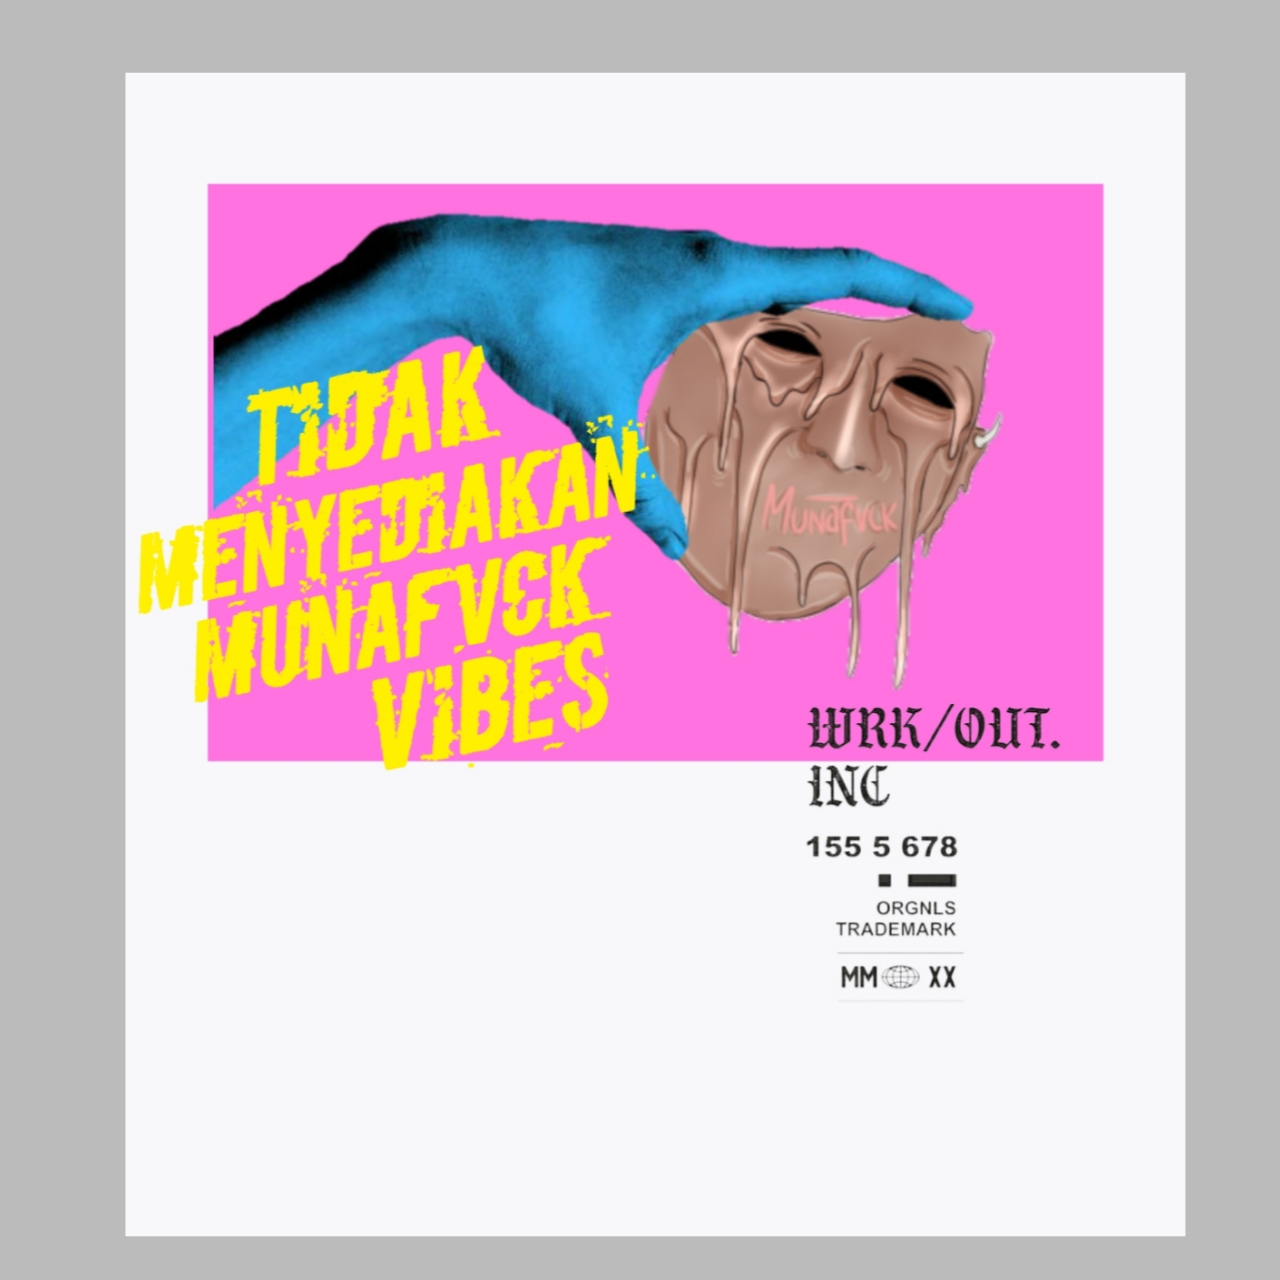 TIDAK
MENYEDIAKAN
MUNAFVCK
VIBES
MUNAFVCK
WRK/OUT.
INC
155 5 678
ORGNLS
TRADEMARK
MM XX